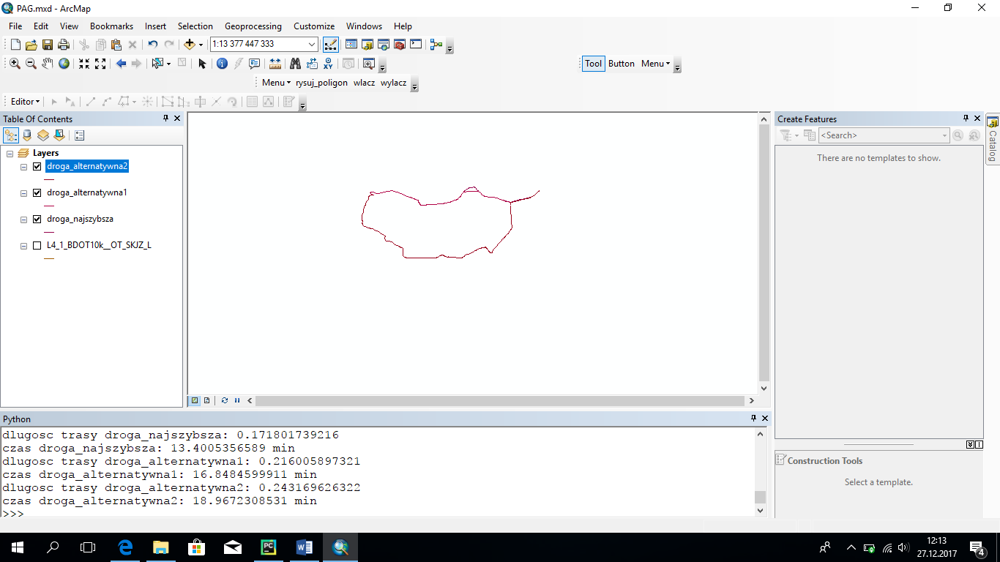 PAG.mxd - ArcMap
File Edit View Bookmarks Insert Selection Geoprocessing Customize Windows Help
1:13 377 447 333
Tool Button Menu
Menu rysuj_poligon wlacz wylacz
Editor
Table Of Contents
Layers
droga_alternatywna2
droga_alternatywna1
droga_najszybsza
L4_1_BDOT10k__OT_SKJZ_L
Create Features
<Search>
There are no templates to show.
Catalog
Construction Tools
Select a template.
Python
dlugosc trasy droga_najszybsza: 0.171801739216
czas droga_najszybsza: 13.4005356589 min
dlugosc trasy droga_alternatywna1: 0.216005897321
czas droga_alternatywna1: 16.8484599911 min
dlugosc trasy droga_alternatywna2: 0.243169626322
czas droga_alternatywna2: 18.9672308531 min
>>>
12:13
27.12.2017
4